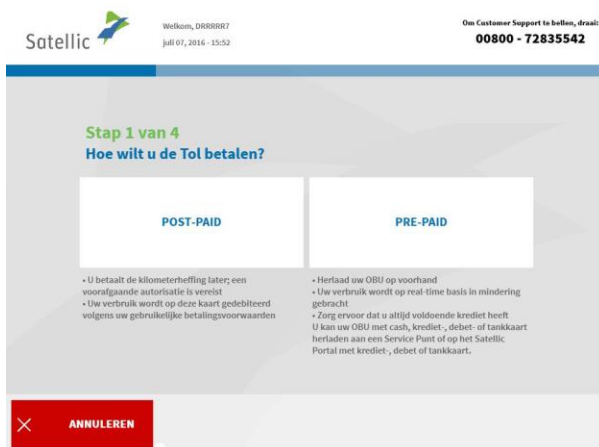 Satellic
Welkom, DRRRRR7
juli 07, 2016 - 15:52
Om Customer Support te bellen, draai:
00800 - 72835542
Stap 1 van 4
Hoe wilt u de Tol betalen?
POST-PAID
• U betaalt de kilometerheffing later; een
voorafgaande autorisatie is vereist
• Uw verbruik wordt op deze kaart gedebiteerd
volgens uw gebruikelijke betalingsvoorwaarden
PRE-PAID
• Herlaad uw OBU op voorhand
• Uw verbruik wordt op real-time basis in mindering
gebracht
• Zorg ervoor dat u altijd voldoende krediet heeft
U kan uw OBU met cash, krediet-, debet- of tankkaart
herladen aan een Service Punt of op het Satellic
Portal met krediet-, debet of tankkaart.
ANNULEREN